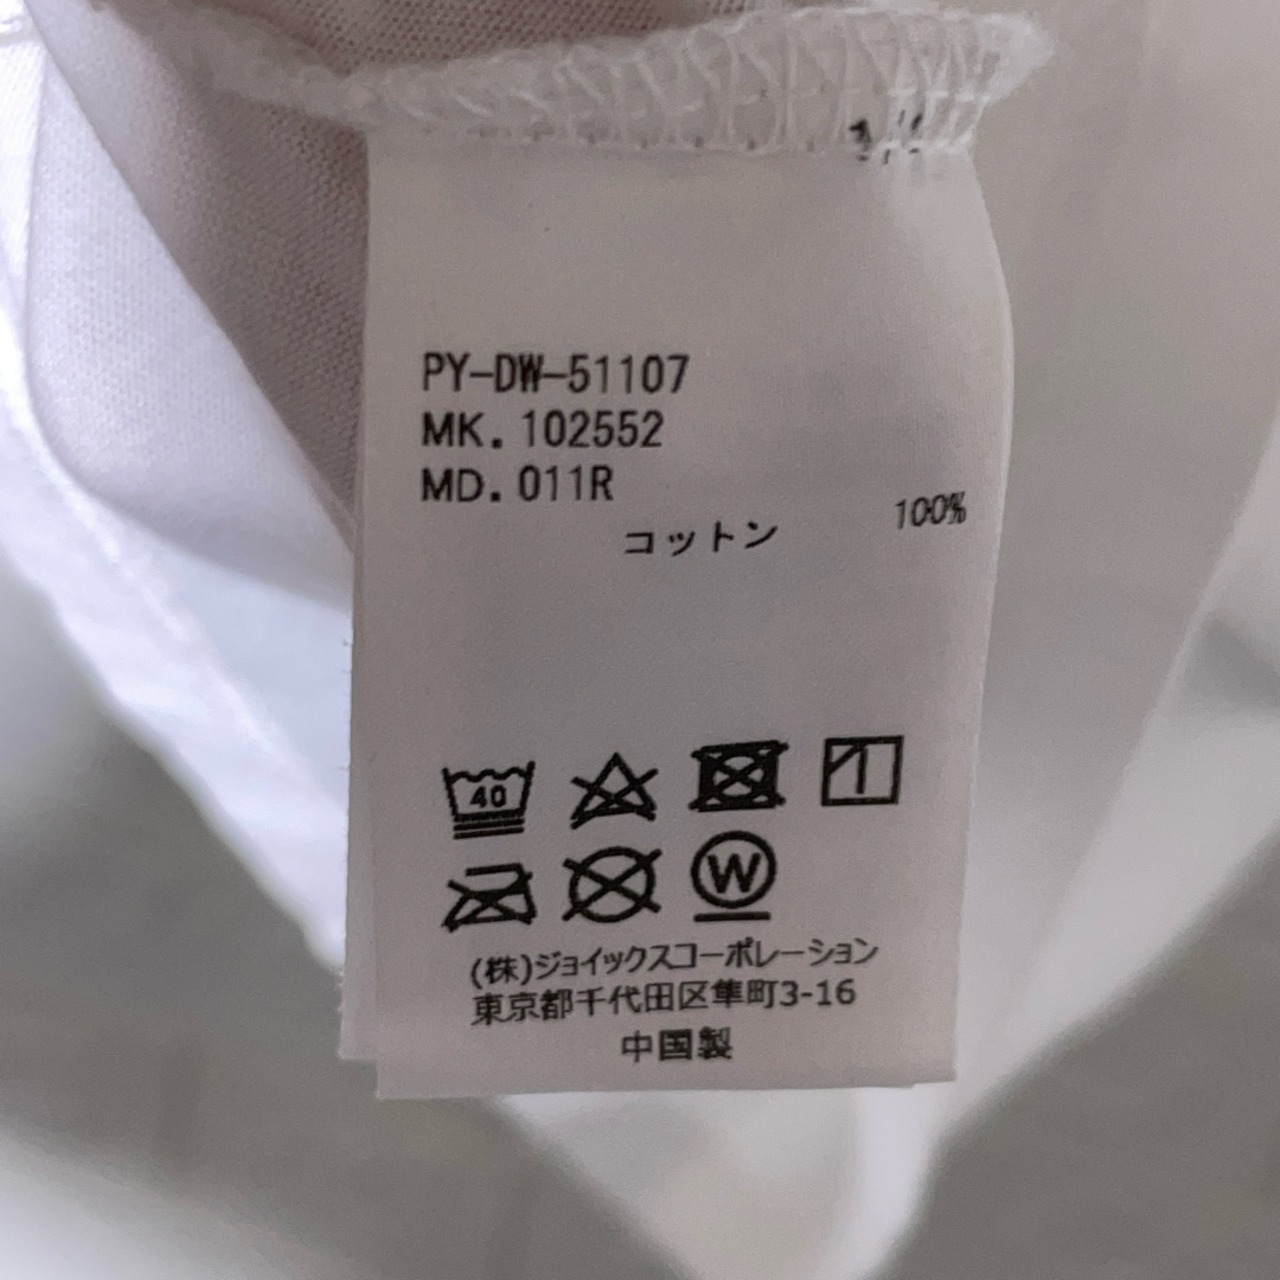 PY-DW-51107
MK. 102552
MD. 011R
コットン 100%
40
W
(株)ジョイックスコーポレーション
東京都千代田区隼町3-16
中国製